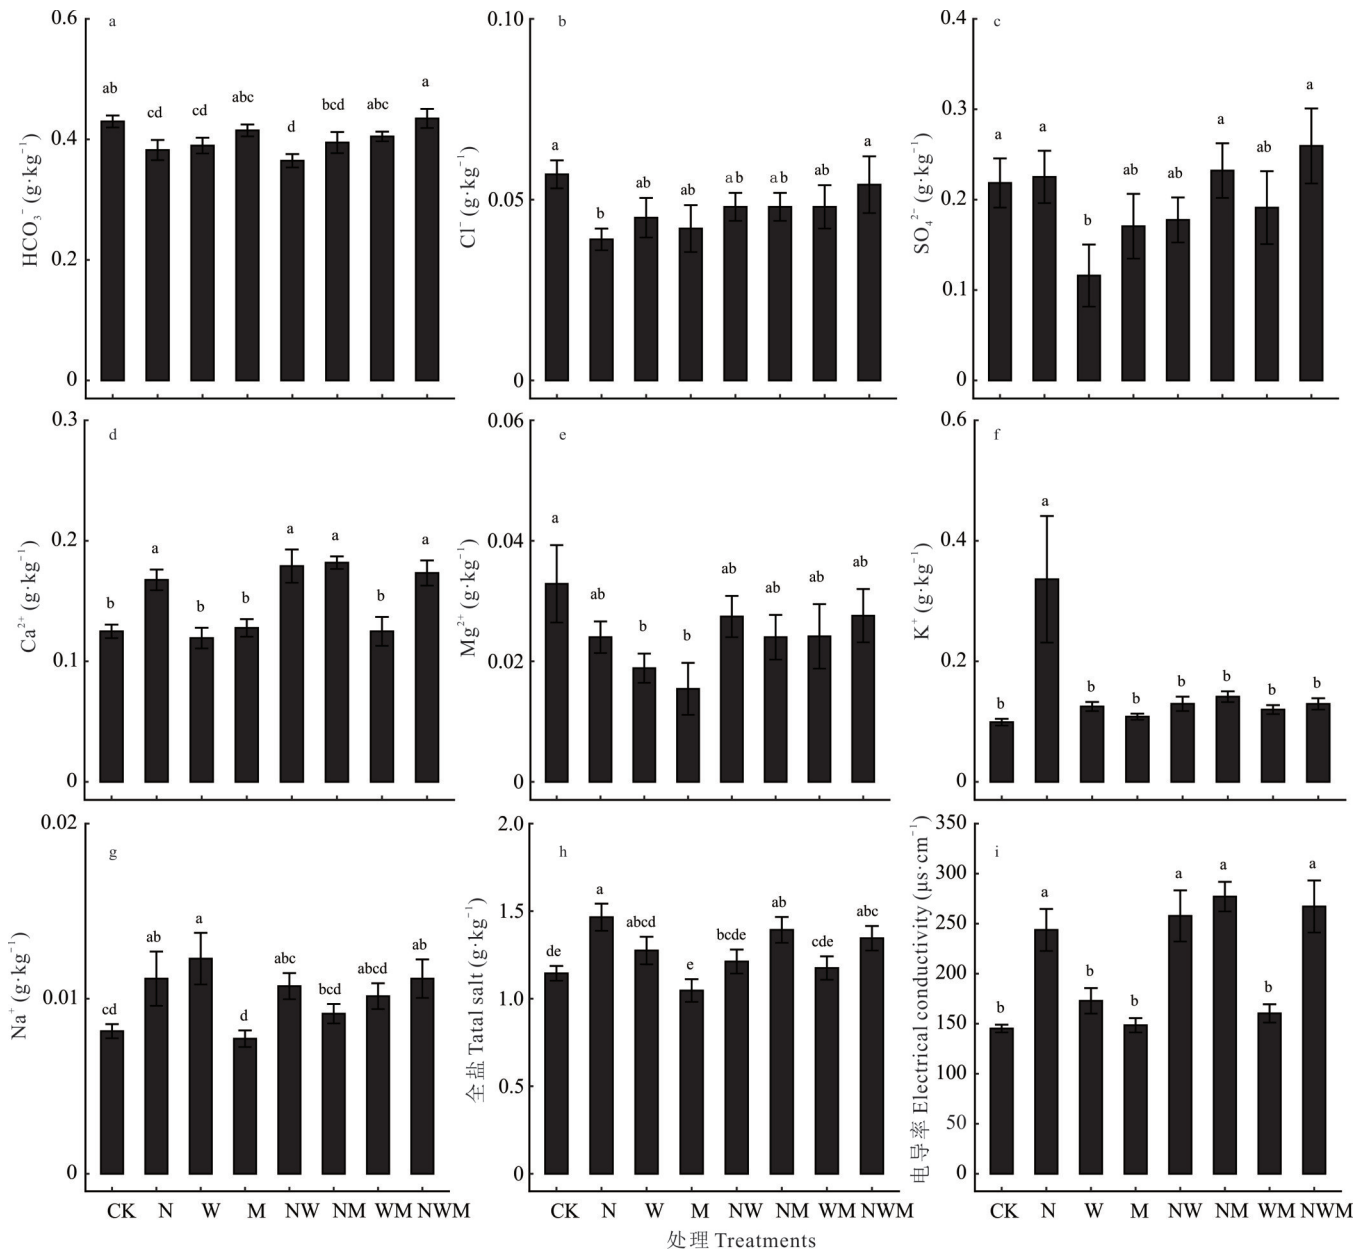 a
HCO₃⁻ (g·kg⁻¹)
0.6
0.4
0.2
0
ab
cd
cd
abc
d
bcd
abc
a
b
Cl⁻ (g·kg⁻¹)
0.10
0.05
0
a
b
ab
ab
ab
ab
ab
a
c
SO₄²⁻ (g·kg⁻¹)
0.4
0.3
0.2
0.1
0
a
a
b
ab
ab
a
ab
a
d
Ca²⁺ (g·kg⁻¹)
0.3
0.2
0.1
0
b
a
b
b
a
a
b
a
e
Mg²⁺ (g·kg⁻¹)
0.06
0.04
0.02
0
a
ab
b
b
ab
ab
ab
ab
f
K⁺ (g·kg⁻¹)
0.6
0.4
0.2
0
b
a
b
b
b
b
b
b
g
Na⁺ (g·kg⁻¹)
0.02
0.01
0
cd
ab
a
d
abc
bcd
abcd
ab
CK N W M NW NM WM NWM
h
全盐 Tatal salt (g·kg⁻¹)
2.0
1.5
1.0
0.5
0
de
a
abcd
e
bcde
ab
cde
abc
CK N W M NW NM WM NWM
i
电导率 Electrical conductivity (μs·cm⁻¹)
350
300
250
200
150
100
50
0
b
a
b
b
a
a
b
a
CK N W M NW NM WM NWM
处理 Treatments